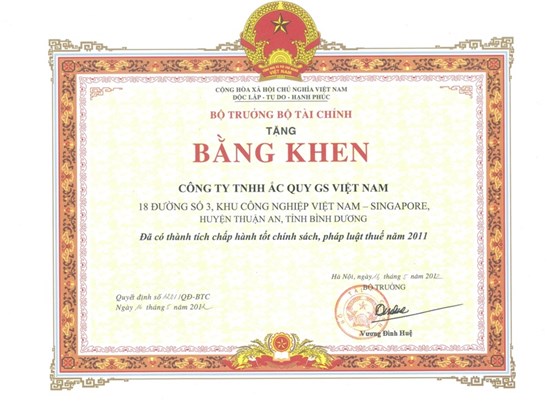 CỘNG HÒA XÃ HỘI CHỦ NGHĨA VIỆT NAM
ĐỘC LẬP - TỰ DO - HẠNH PHÚC
BỘ TRƯỞNG BỘ TÀI CHÍNH
TẶNG
BẰNG KHEN
CÔNG TY TNHH ẮC QUY GS VIỆT NAM
18 ĐƯỜNG SỐ 3, KHU CÔNG NGHIỆP VIỆT NAM – SINGAPORE,
HUYỆN THUẬN AN, TỈNH BÌNH DƯƠNG
Đã có thành tích chấp hành tốt chính sách, pháp luật thuế năm 2011
Hà Nội, ngày tháng 5 năm 2012
BỘ TRƯỞNG
Quyết định số /QĐ-BTC
Ngày tháng 5 năm 2012
Vương Đình Huệ